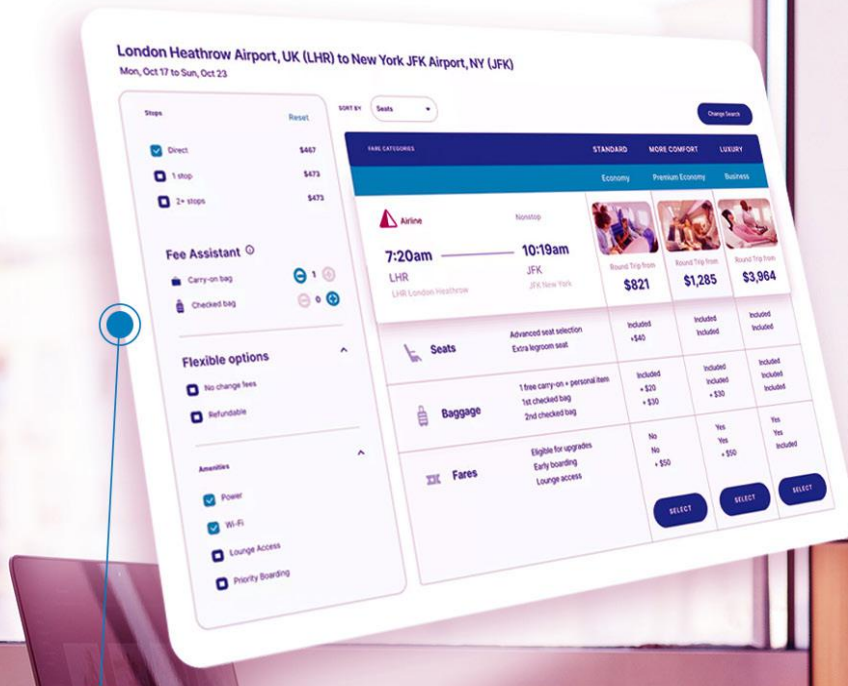 London Heathrow Airport, UK (LHR) to New York JFK Airport, NY (JFK)
Mon, Oct 17 to Sun, Oct 23
Stops
Reset
Direct $467
1 stop $473
2+ stops $473
Fee Assistant
Carry-on bag 1
Checked bag 0
Flexible options
No change fees
Refundable
Amenities
Power
Wi-Fi
Lounge Access
Priority Boarding
SORT BY Seats
Change Search
FARE CATEGORIES STANDARD MORE COMFORT LUXURY
Economy Premium Economy Business
Airline Nonstop
7:20am 10:19am
LHR JFK
LHR London Heathrow JFK New York
Round Trip from Round Trip from Round Trip from
$821 $1,285 $3,964
Seats
Advanced seat selection Included Included Included
Extra legroom seat +$40 Included Included
Baggage
1 free carry-on + personal item Included Included Included
1st checked bag + $20 Included Included
2nd checked bag + $30 + $30 Included
Fares
Eligible for upgrades No Yes Yes
Early boarding No Yes Yes
Lounge access + $50 + $50 Included
SELECT SELECT SELECT